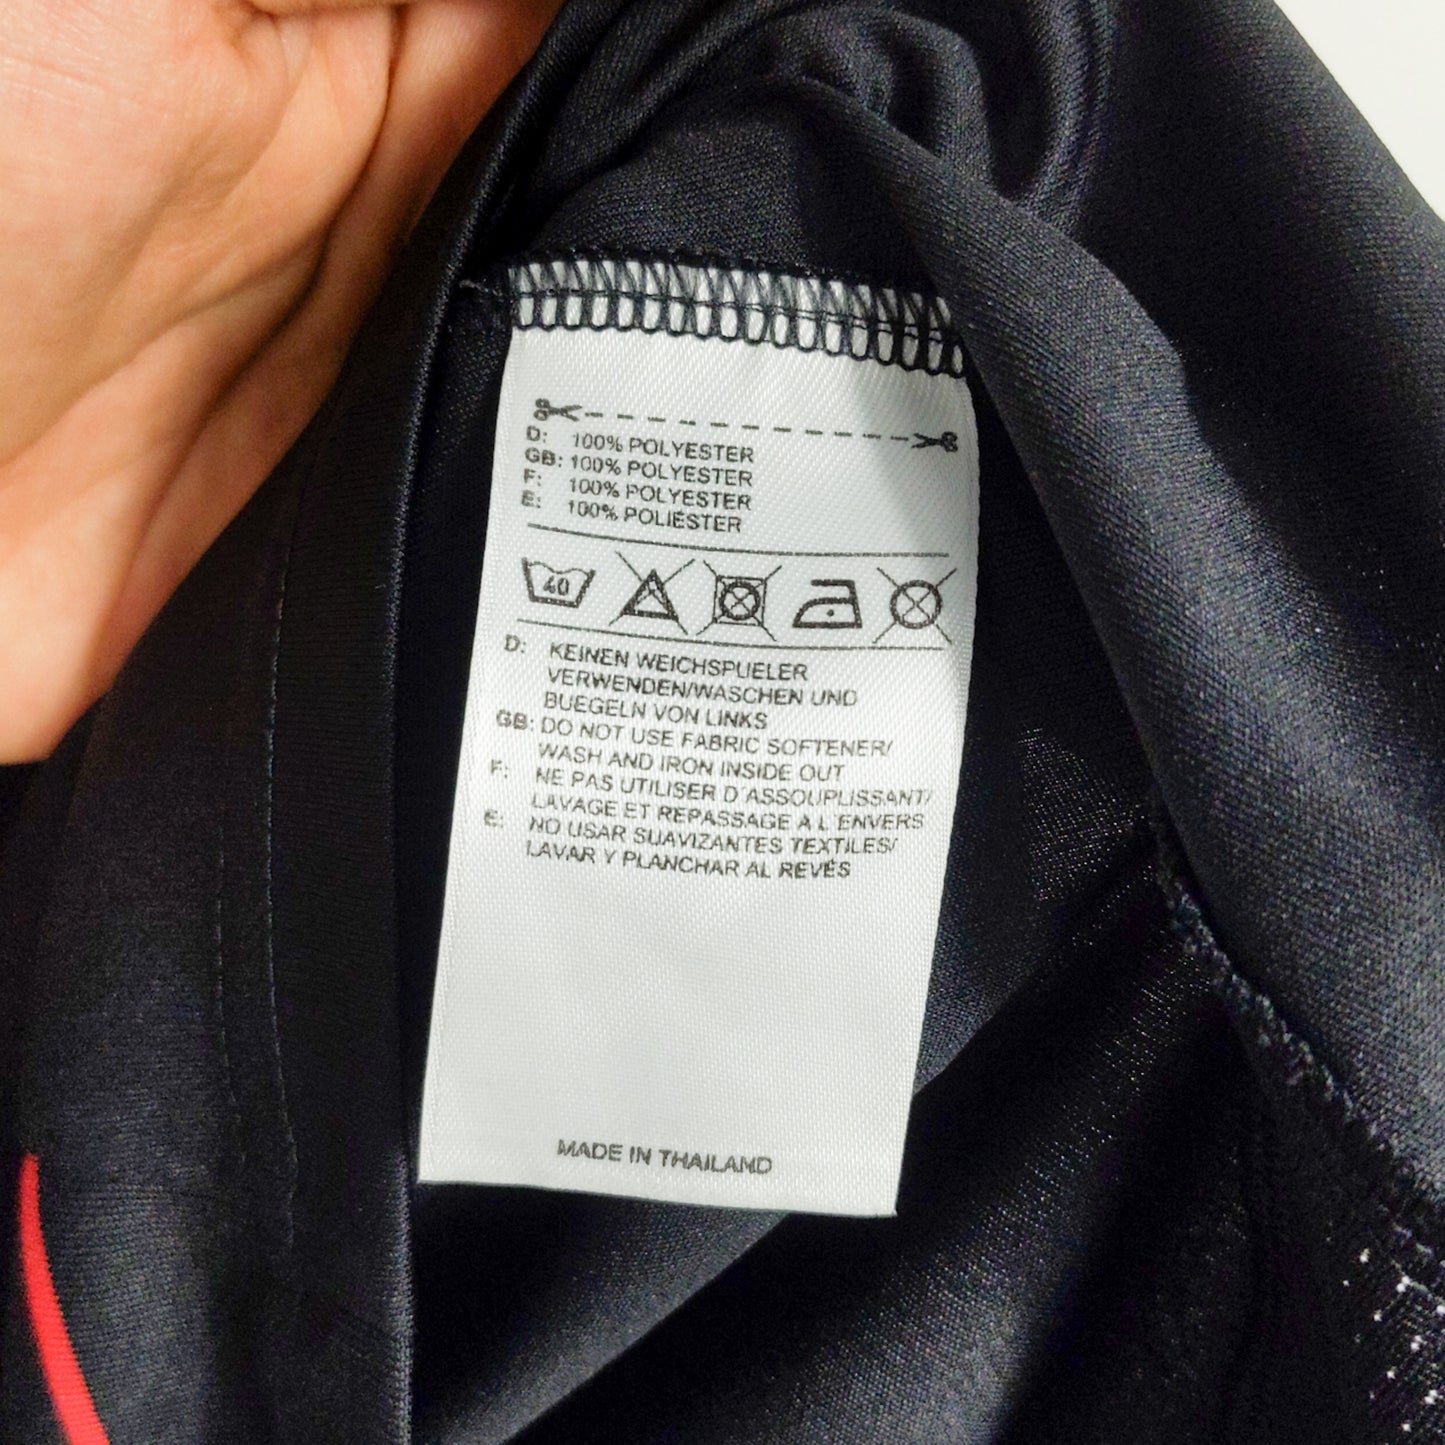 D: 100% POLYESTER
GB: 100% POLYESTER
F: 100% POLYESTER
E: 100% POLIÉSTER
40
D: KEINEN WEICHSPUELER
VERWENDEN/WASCHEN UND
BUEGELN VON LINKS
GB: DO NOT USE FABRIC SOFTENER/
WASH AND IRON INSIDE OUT
F: NE PAS UTILISER D'ASSOUPLISSANT/
LAVAGE ET REPASSAGE A L'ENVERS
E: NO USAR SUAVIZANTES TEXTILES/
LAVAR Y PLANCHAR AL REVÉS
MADE IN THAILAND